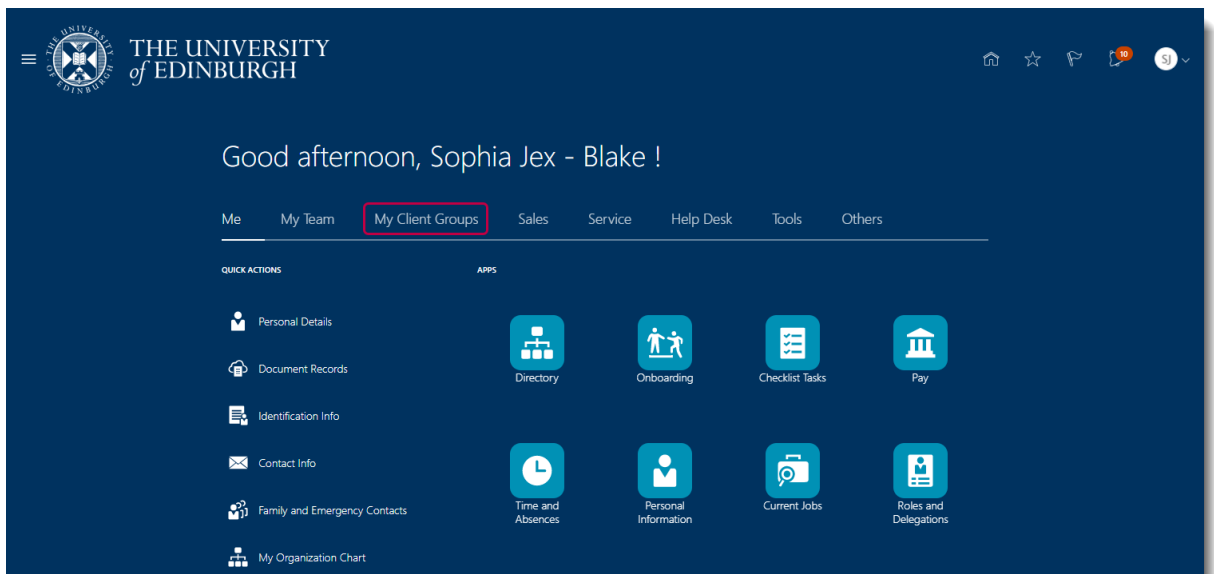 THE UNIVERSITY
of EDINBURGH
10
SJ
Good afternoon, Sophia Jex - Blake !
Me My Team My Client Groups Sales Service Help Desk Tools Others
QUICK ACTIONS APPS
Personal Details
Document Records
Identification Info
Contact Info
Family and Emergency Contacts
My Organization Chart
Directory Onboarding Checklist Tasks Pay
Time and Absences Personal Information Current Jobs Roles and Delegations